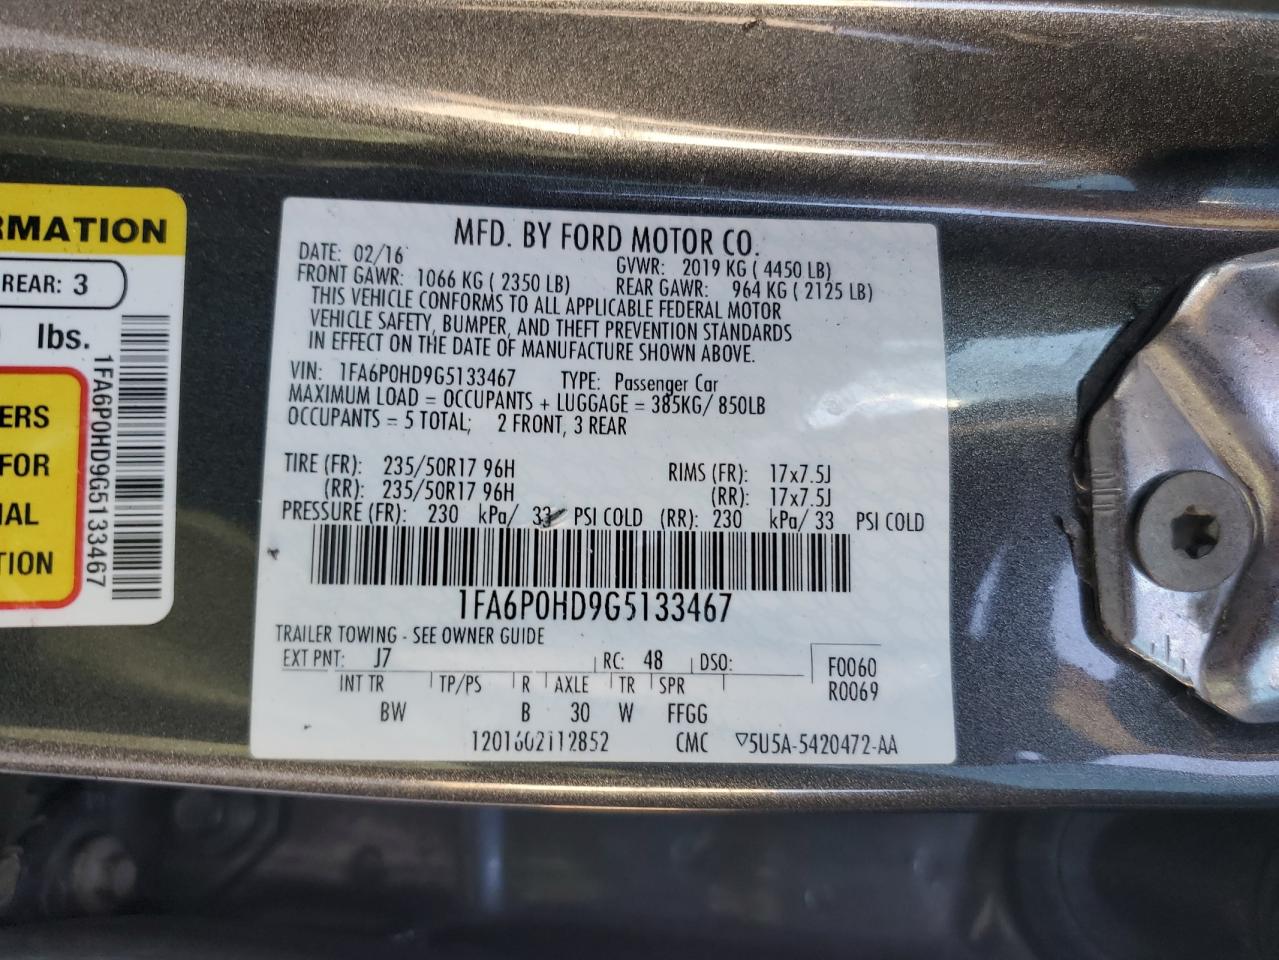 RMATION
REAR: 3
lbs.
ERS
FOR
IAL
TION
1FA6P0HD9G5133467
MFD. BY FORD MOTOR CO.
DATE: 02/16 GVWR: 2019 KG ( 4450 LB)
FRONT GAWR: 1066 KG ( 2350 LB) REAR GAWR: 964 KG ( 2125 LB)
THIS VEHICLE CONFORMS TO ALL APPLICABLE FEDERAL MOTOR
VEHICLE SAFETY, BUMPER, AND THEFT PREVENTION STANDARDS
IN EFFECT ON THE DATE OF MANUFACTURE SHOWN ABOVE.
VIN: 1FA6P0HD9G5133467 TYPE: Passenger Car
MAXIMUM LOAD = OCCUPANTS + LUGGAGE = 385KG/ 850LB
OCCUPANTS = 5 TOTAL; 2 FRONT, 3 REAR
TIRE (FR): 235/50R17 96H RIMS (FR): 17x7.5J
(RR): 235/50R17 96H (RR): 17x7.5J
PRESSURE (FR): 230 kPa/ 33 PSI COLD (RR): 230 kPa/ 33 PSI COLD
1FA6P0HD9G5133467
TRAILER TOWING - SEE OWNER GUIDE
EXT PNT: J7 RC: 48 DSO: F0060
INT TR TP/PS R AXLE TR SPR R0069
BW B 30 W FFGG
1201602112852 CMC ▽5U5A-5420472-AA